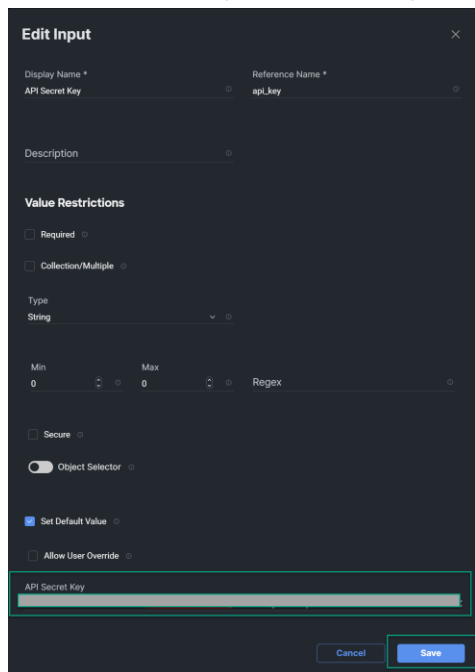 Edit Input
Display Name *
Reference Name *
API Secret Key
api_key
Description
Value Restrictions
Required
Collection/Multiple
Type
String
Min
Max
0
0
Regex
Secure
Object Selector
Set Default Value
Allow User Override
API Secret Key
Cancel
Save